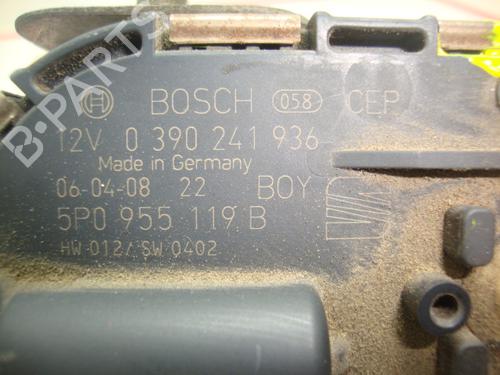 B-PARTS
BOSCH 058 CEP
12V 0 390 241 936
Made in Germany
06-04-08 22 BOY
5P0 955 119 B
HW 012/ SW 0402